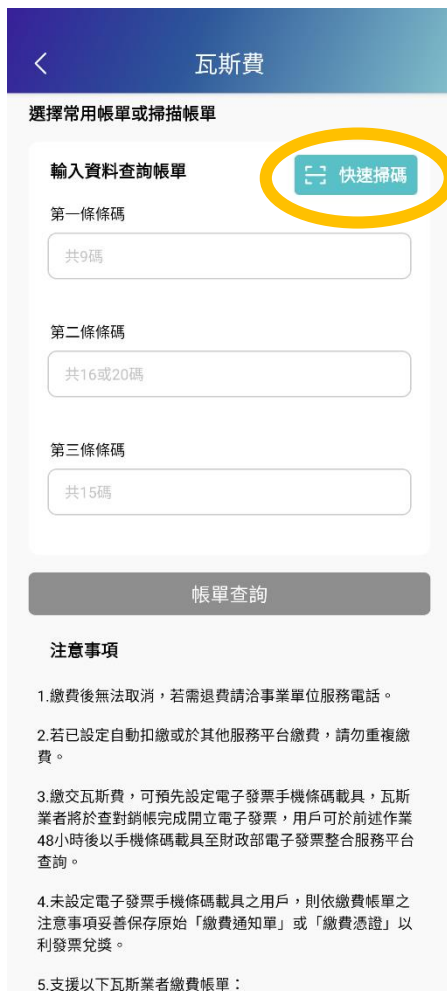 瓦斯費
選擇常用帳單或掃描帳單
輸入資料查詢帳單
快速掃碼
第一條條碼
共9碼
第二條條碼
共16或20碼
第三條條碼
共15碼
帳單查詢
注意事項
1.繳費後無法取消，若需退費請洽事業單位服務電話。
2.若已設定自動扣繳或於其他服務平台繳費，請勿重複繳
費。
3.繳交瓦斯費，可預先設定電子發票手機條碼載具，瓦斯
業者將於查對銷帳完成開立電子發票，用戶可於前述作業
48小時後以手機條碼載具至財政部電子發票整合服務平台
查詢。
4.未設定電子發票手機條碼載具之用戶，則依繳費帳單之
注意事項妥善保存原始「繳費通知單」或「繳費憑證」以
利發票兌獎。
5.支援以下瓦斯業者繳費帳單：